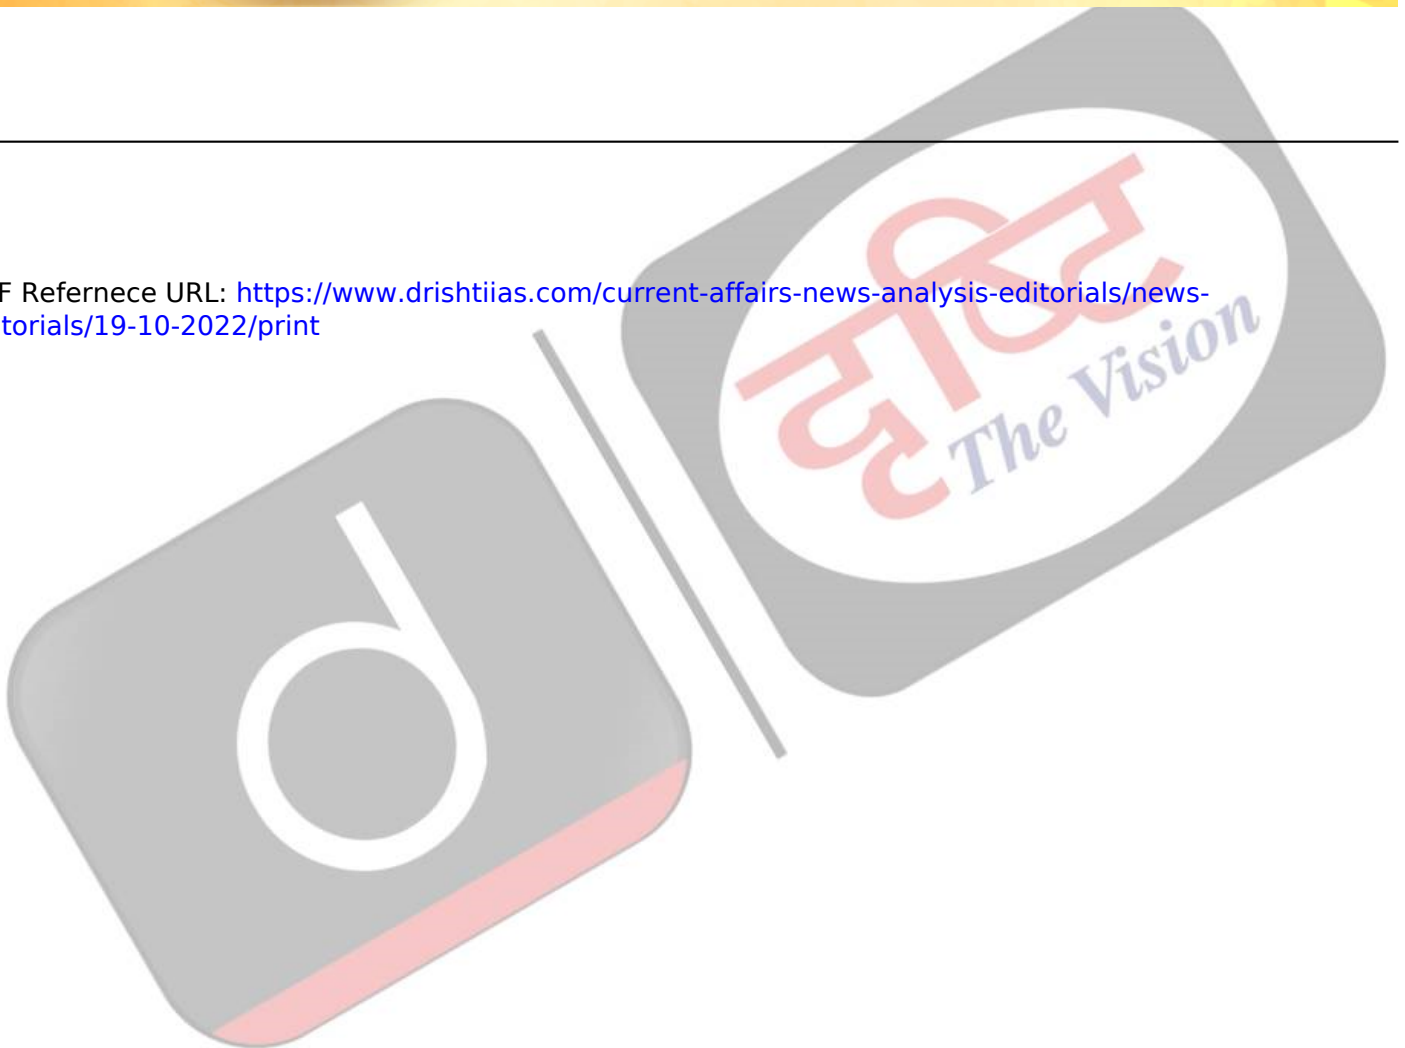 F Refernece URL: https://www.drishtiias.com/current-affairs-news-analysis-editorials/news-
torials/19-10-2022/print
दृष्टि
The Vision
d